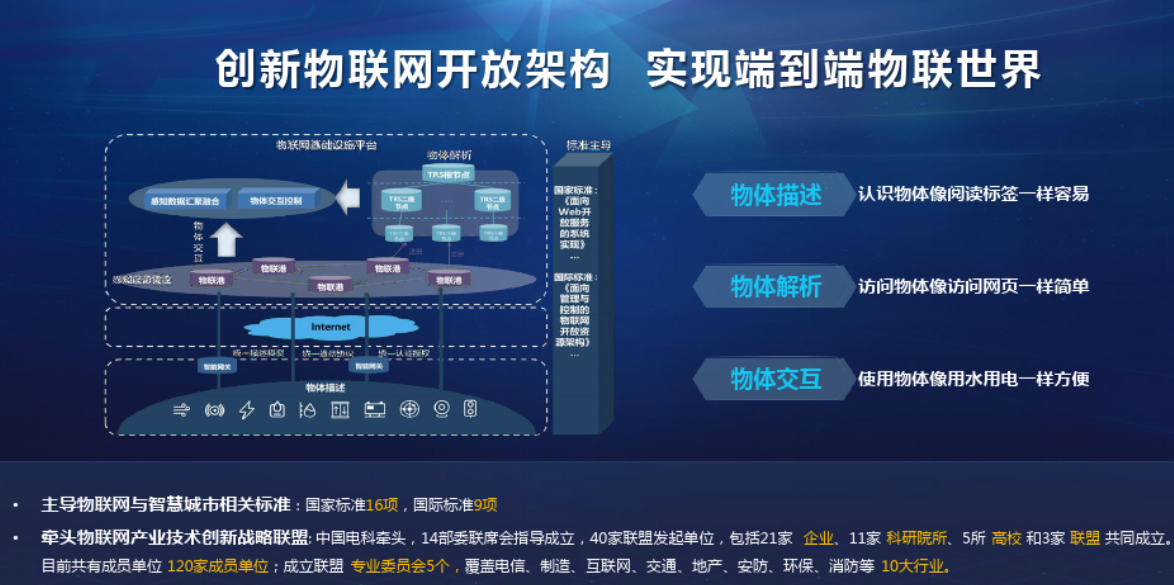 创新物联网开放架构 实现端到端物联世界
物联网基础设施平台
标准主导
物体解析
TRS根节点
TRS二级
节点
......
TRS二级
节点
感知数据汇聚融合
物体交互控制
物体交互
注册
注册
物联港
物联港
物联港
物联港
物联港
Internet
统一描述模型
统一通信协议
统一认证授权
智能网关
智能网关
物体描述
国家标准:
《面向
Web开
放服务
的系统
实现》
...
国际标准:
《面向
管理与
控制的
物联网
开放资
源架构》
...
物体描述 认识物体像阅读标签一样容易
物体解析 访问物体像访问网页一样简单
物体交互 使用物体像用水用电一样方便
• 主导物联网与智慧城市相关标准:国家标准16项,国际标准9项
• 牵头物联网产业技术创新战略联盟:中国电科牵头,14部委联席会指导成立,40家联盟发起单位,包括21家 企业、11家 科研院所、5所 高校 和3家 联盟 共同成立。
目前共有成员单位 120家成员单位;成立联盟 专业委员会5个,覆盖电信、制造、互联网、交通、地产、安防、环保、消防等 10大行业。